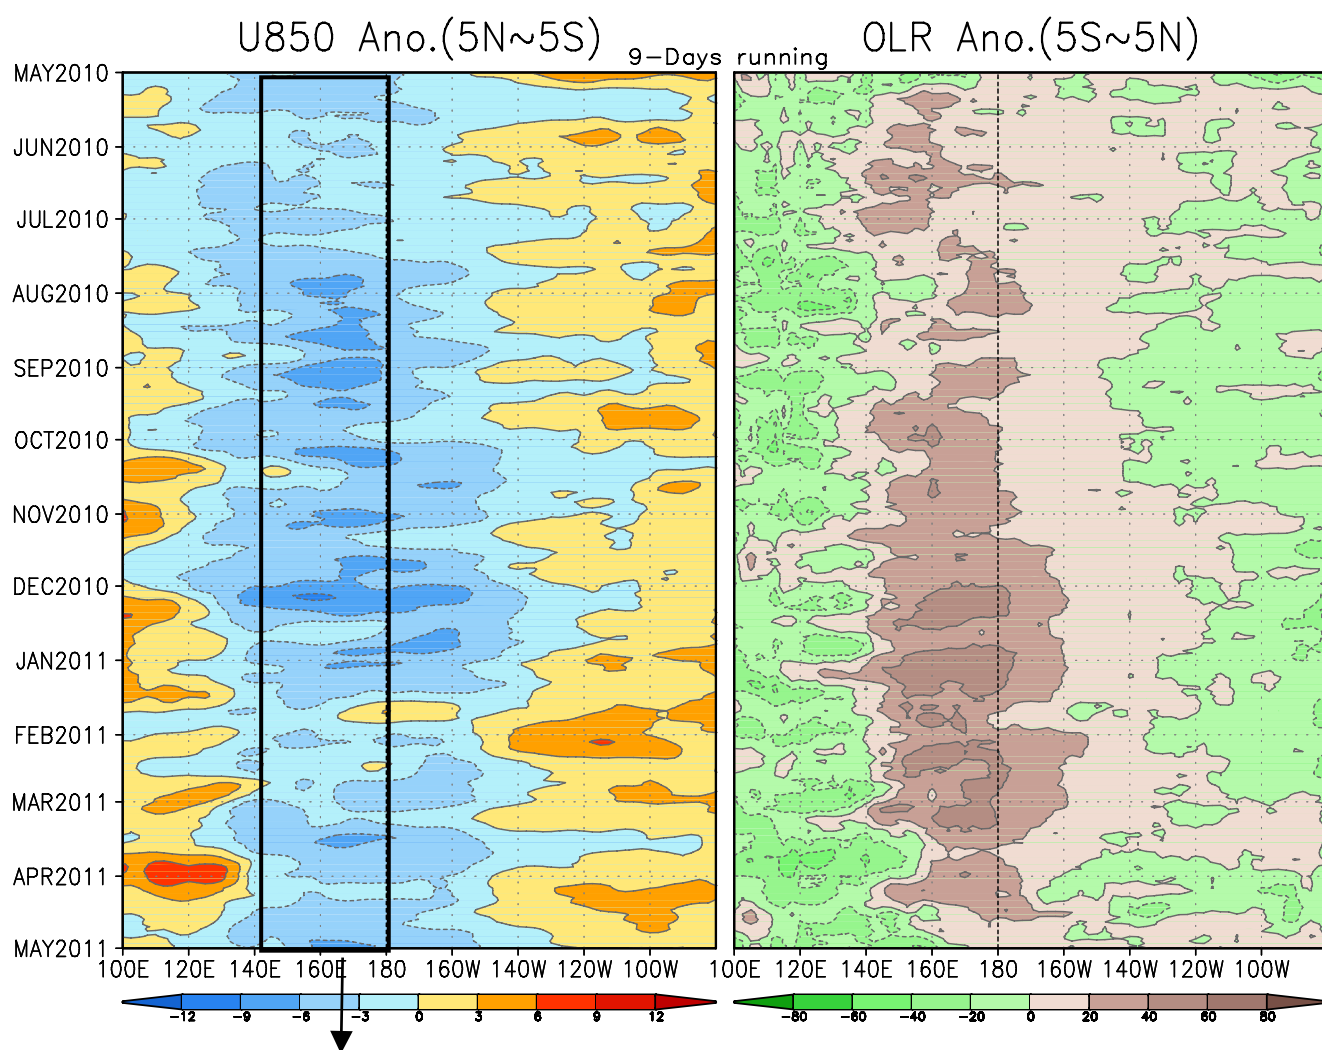 U850 Ano.(5N~5S)
OLR Ano.(5S~5N)
9-Days running
MAY2010
JUN2010
JUL2010
AUG2010
SEP2010
OCT2010
NOV2010
DEC2010
JAN2011
FEB2011
MAR2011
APR2011
MAY2011
100E 120E 140E 160E 180 160W 140W 120W 100W
100E 120E 140E 160E 180 160W 140W 120W 100W
-12 -9 -6 -3 0 3 6 9 12
-80 -60 -40 -20 0 20 40 60 80